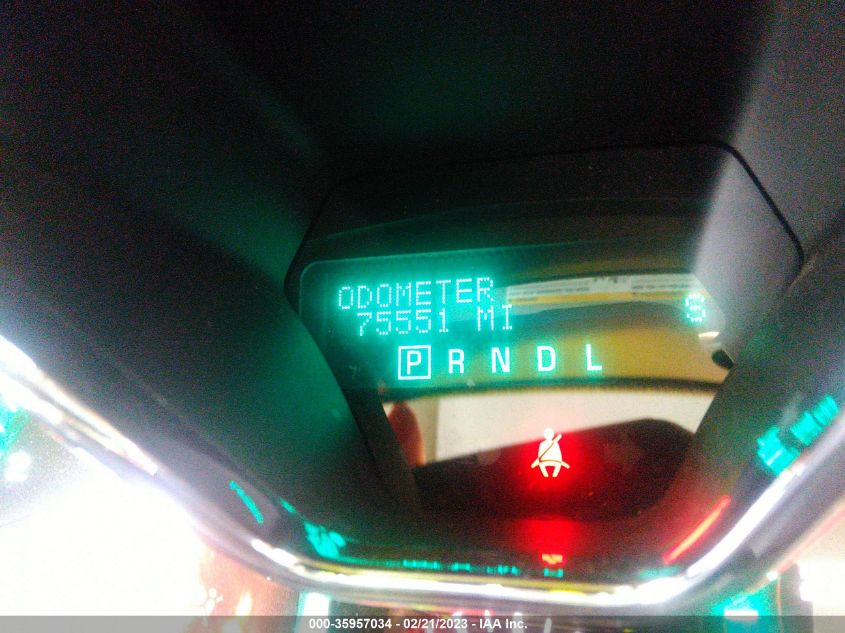 ODOMETER
75551 MI S
P R N D L
000-35957034 - 02/21/2023 - IAA Inc.